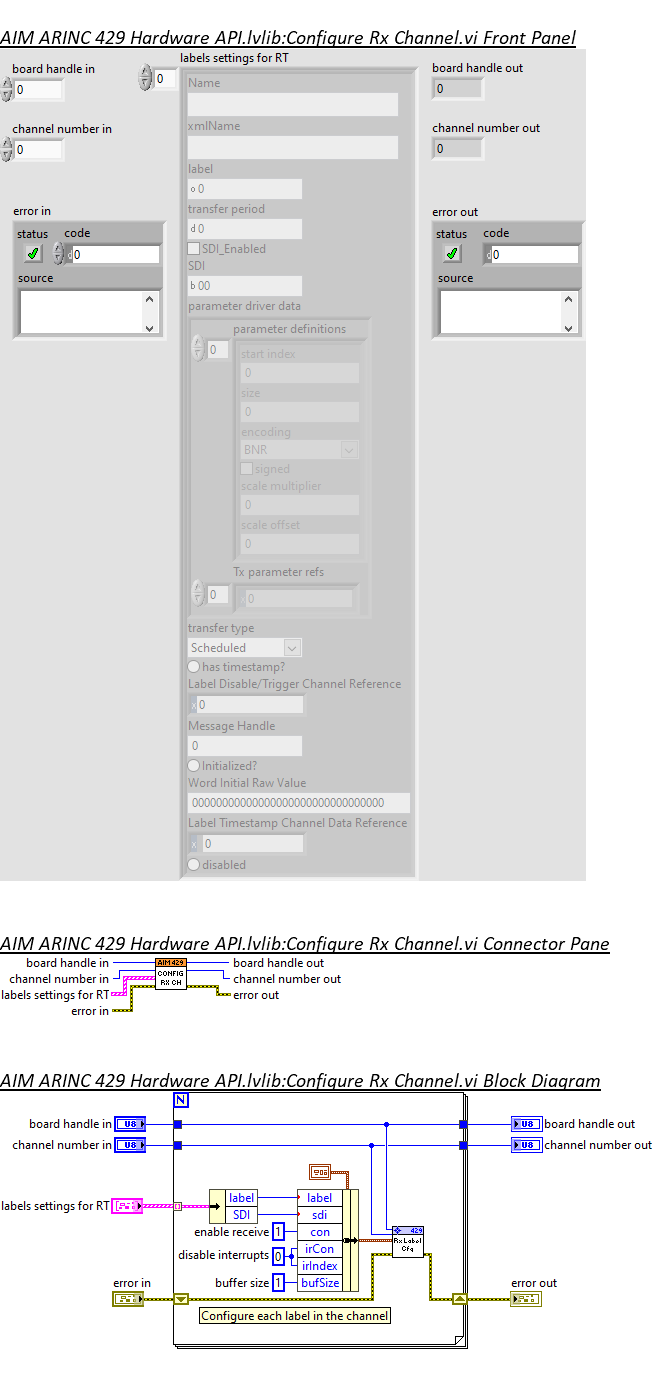 AIM ARINC 429 Hardware API.lvlib:Configure Rx Channel.vi Front Panel
board handle in
0
channel number in
0
error in
status code
0
source
labels settings for RT
0
Name
xmlName
label
o 0
transfer period
d 0
SDI_Enabled
SDI
b 00
parameter driver data
parameter definitions
0
start index
0
size
0
encoding
BNR
signed
scale multiplier
0
scale offset
0
Tx parameter refs
0
x 0
transfer type
Scheduled
has timestamp?
Label Disable/Trigger Channel Reference
x 0
Message Handle
0
Initialized?
Word Initial Raw Value
00000000000000000000000000000000
Label Timestamp Channel Data Reference
x 0
disabled
board handle out
0
channel number out
0
error out
status code
d 0
source
AIM ARINC 429 Hardware API.lvlib:Configure Rx Channel.vi Connector Pane
board handle in
channel number in
labels settings for RT
error in
AIM429
CONFIG
RX CH
board handle out
channel number out
error out
AIM ARINC 429 Hardware API.lvlib:Configure Rx Channel.vi Block Diagram
N
board handle in U8
U8 board handle out
channel number in U8
U8 channel number out
labels settings for RT
label label
SDI sdi
enable receive 1 con
disable interrupts 0 irCon
irIndex
buffer size 1 bufSize
429
Rx Label
Cfg
error in
error out
Configure each label in the channel